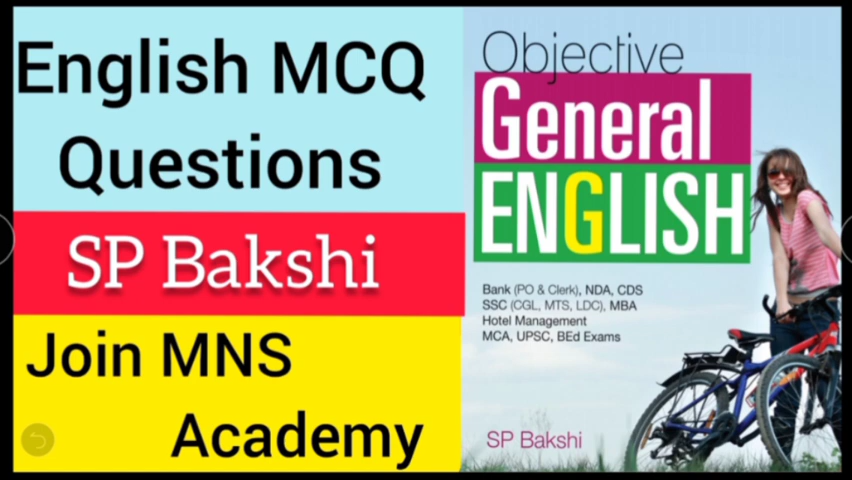 English MCQ
Questions
SP Bakshi
Join MNS
Academy
Objective
General
ENGLISH
Bank (PO & Clerk), NDA, CDS
SSC (CGL, MTS, LDC), MBA
Hotel Management
MCA, UPSC, BEd Exams
SP Bakshi